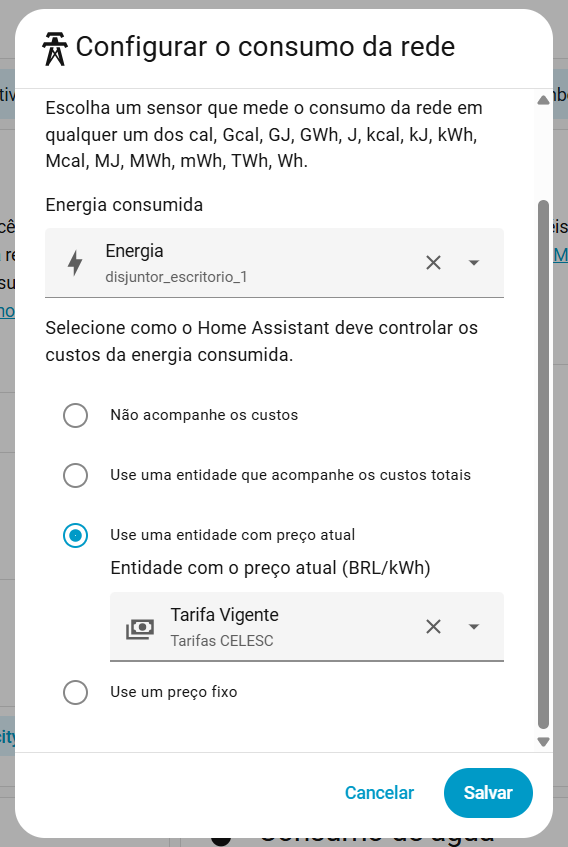 Configurar o consumo da rede
Escolha um sensor que mede o consumo da rede em
qualquer um dos cal, Gcal, GJ, GWh, J, kcal, kJ, kWh,
Mcal, MJ, MWh, mWh, TWh, Wh.
Energia consumida
Energia
disjuntor_escritorio_1
Selecione como o Home Assistant deve controlar os
custos da energia consumida.
Não acompanhe os custos
Use uma entidade que acompanhe os custos totais
Use uma entidade com preço atual
Entidade com o preço atual (BRL/kWh)
Tarifa Vigente
Tarifas CELESC
Use um preço fixo
Cancelar
Salvar